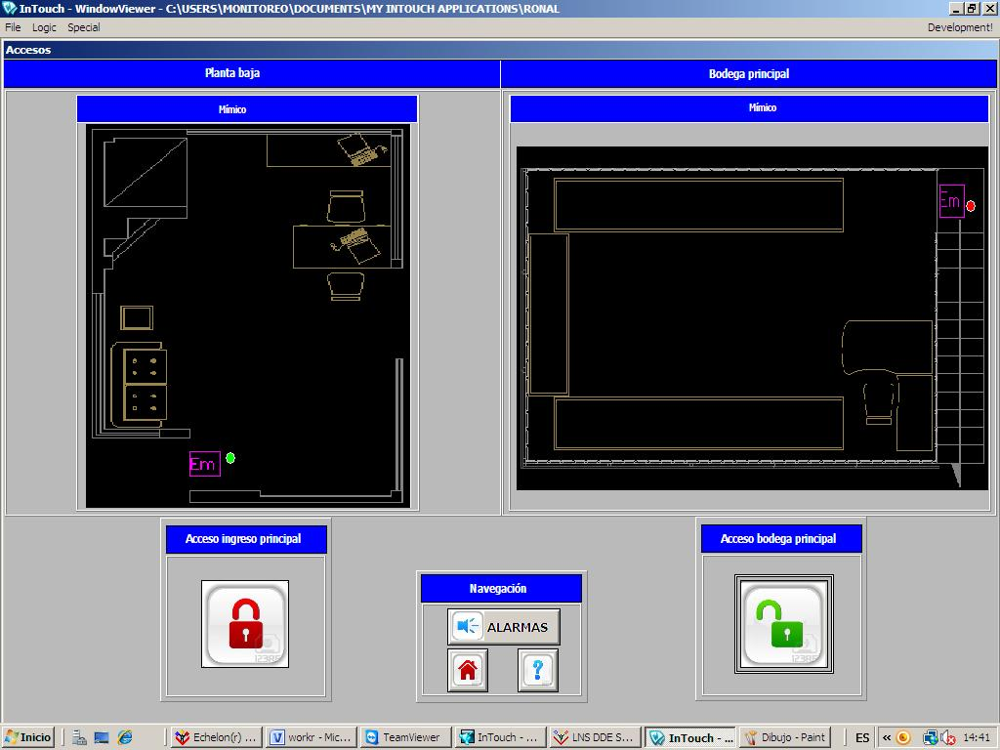 InTouch - WindowViewer - C:\USERS\MONITOREO\DOCUMENTS\MY INTOUCH APPLICATIONS\RONAL
File Logic Special Development!
Accesos
Planta baja
Bodega principal
Mímico
Mímico
Em
Em
Acceso ingreso principal
Acceso bodega principal
Navegación
ALARMAS
?
Inicio
Echelon(r) ...
workr - Mic...
TeamViewer
InTouch - ...
LNS DDE S...
InTouch - ...
Dibujo - Paint
ES
14:41